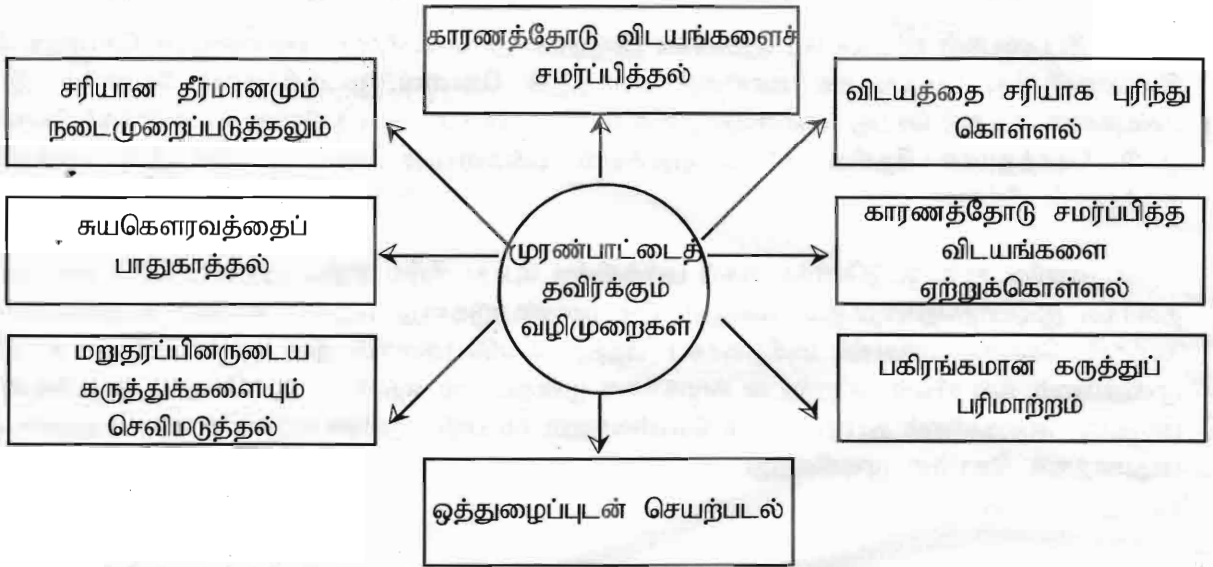 காரணத்தோடு விடயங்களைச்
சமர்ப்பித்தல்
சரியான தீர்மானமும்
நடைமுறைப்படுத்தலும்
விடயத்தை சரியாக புரிந்து
கொள்ளல்
சுயகௌரவத்தைப்
பாதுகாத்தல்
முரண்பாட்டைத்
தவிர்க்கும்
வழிமுறைகள்
காரணத்தோடு சமர்ப்பித்த
விடயங்களை
ஏற்றுக்கொள்ளல்
மறுதரப்பினருடைய
கருத்துக்களையும்
செவிமடுத்தல்
பகிரங்கமான கருத்துப்
பரிமாற்றம்
ஒத்துழைப்புடன் செயற்படல்